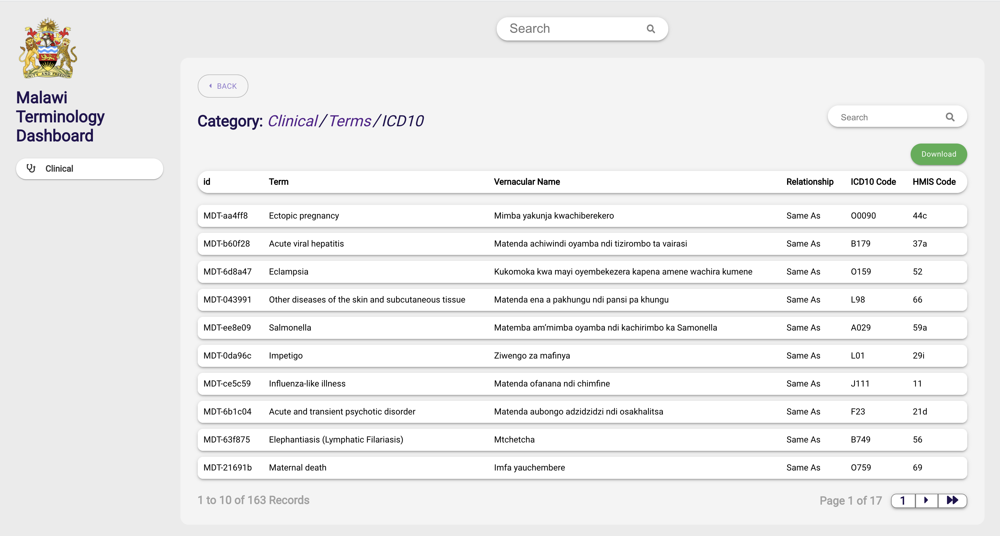 UNITY AND FREEDOM
Malawi
Terminology
Dashboard
Clinical
Search
BACK
Category: Clinical / Terms / ICD10
Search
Download
id Term Vernacular Name Relationship ICD10 Code HMIS Code
MDT-aa4ff8 Ectopic pregnancy Mimba yakunja kwachiberekero Same As O0090 44c
MDT-b60f28 Acute viral hepatitis Matenda achiwindi oyamba ndi tizirombo ta vairasi Same As B179 37a
MDT-6d8a47 Eclampsia Kukomoka kwa mayi oyembekezera kapena amene wachira kumene Same As O159 52
MDT-043991 Other diseases of the skin and subcutaneous tissue Matenda ena a pakhungu ndi pansi pa khungu Same As L98 66
MDT-ee8e09 Salmonella Matemba am’mimba oyamba ndi kachirimbo ka Samonella Same As A029 59a
MDT-0da96c Impetigo Ziwengo za mafinya Same As L01 29i
MDT-ce5c59 Influenza-like illness Matenda ofanana ndi chimfine Same As J111 11
MDT-6b1c04 Acute and transient psychotic disorder Matenda aubongo adzidzidzi ndi osakhalitsa Same As F23 21d
MDT-63f875 Elephantiasis (Lymphatic Filariasis) Mtchetcha Same As B749 56
MDT-21691b Maternal death Imfa yauchembere Same As O759 69
1 to 10 of 163 Records
Page 1 of 17 1